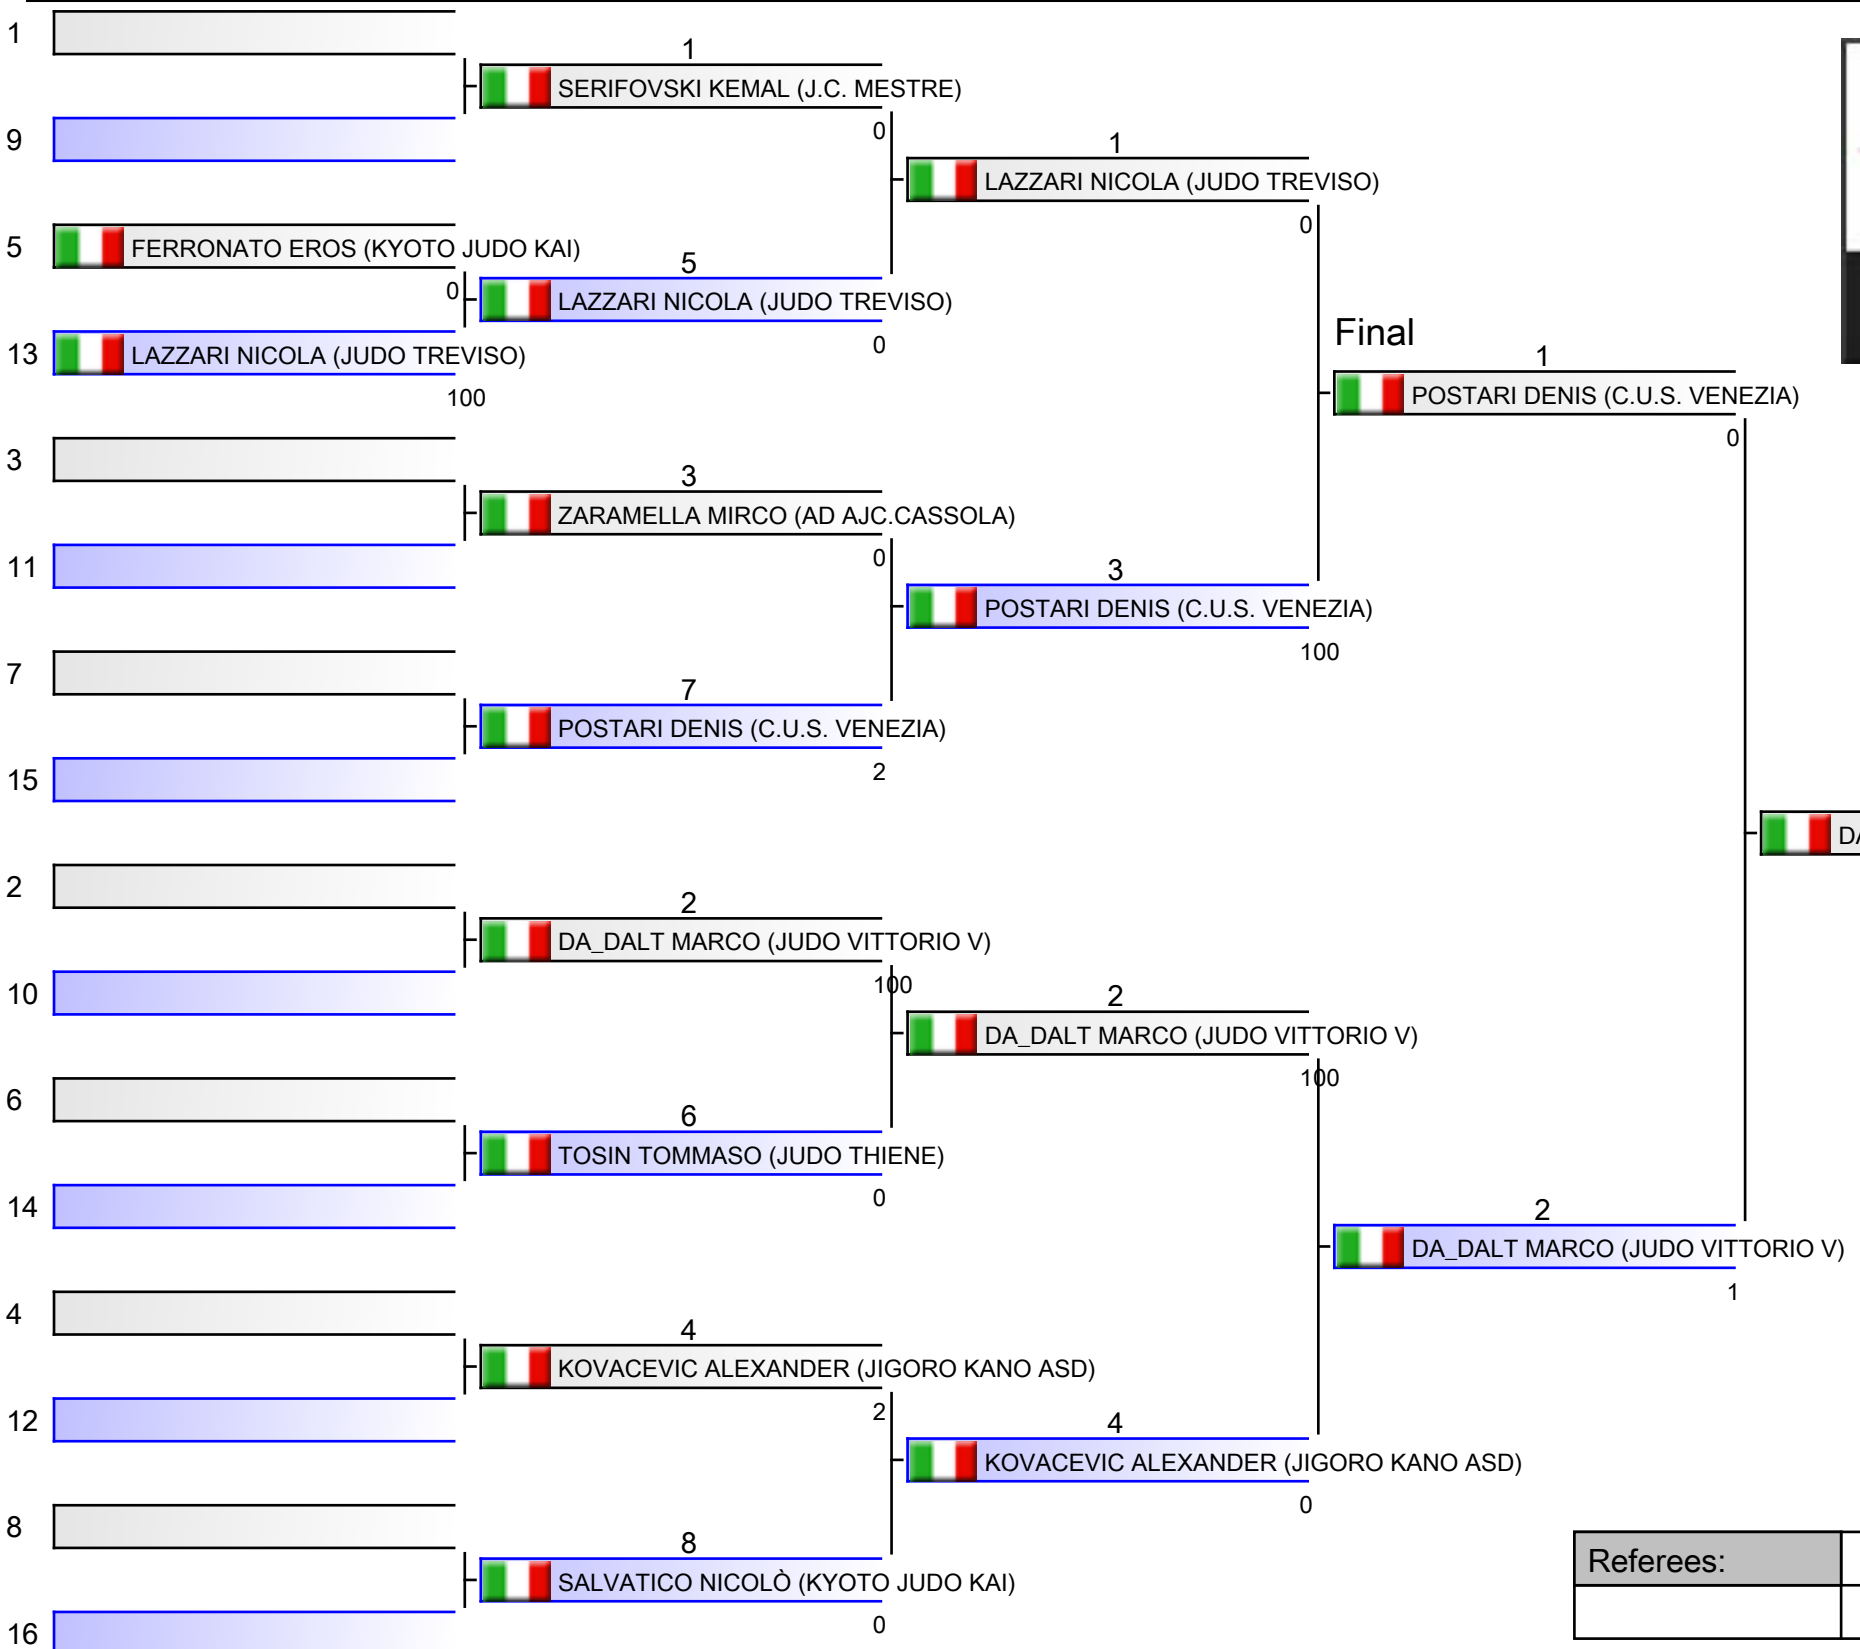 1
1
SERIFOVSKI KEMAL (J.C. MESTRE)
0
9
1
LAZZARI NICOLA (JUDO TREVISO)
0
5
FERRONATO EROS (KYOTO JUDO KAI)
0
5
LAZZARI NICOLA (JUDO TREVISO)
0
13
LAZZARI NICOLA (JUDO TREVISO)
100
Final
1
POSTARI DENIS (C.U.S. VENEZIA)
0
3
3
ZARAMELLA MIRCO (AD AJC.CASSOLA)
0
11
3
POSTARI DENIS (C.U.S. VENEZIA)
100
7
7
POSTARI DENIS (C.U.S. VENEZIA)
2
15
DA
2
2
DA_DALT MARCO (JUDO VITTORIO V)
100
10
2
DA_DALT MARCO (JUDO VITTORIO V)
100
6
6
TOSIN TOMMASO (JUDO THIENE)
0
14
2
DA_DALT MARCO (JUDO VITTORIO V)
1
4
4
KOVACEVIC ALEXANDER (JIGORO KANO ASD)
2
12
4
KOVACEVIC ALEXANDER (JIGORO KANO ASD)
0
8
8
SALVATICO NICOLÒ (KYOTO JUDO KAI)
0
16
Referees: